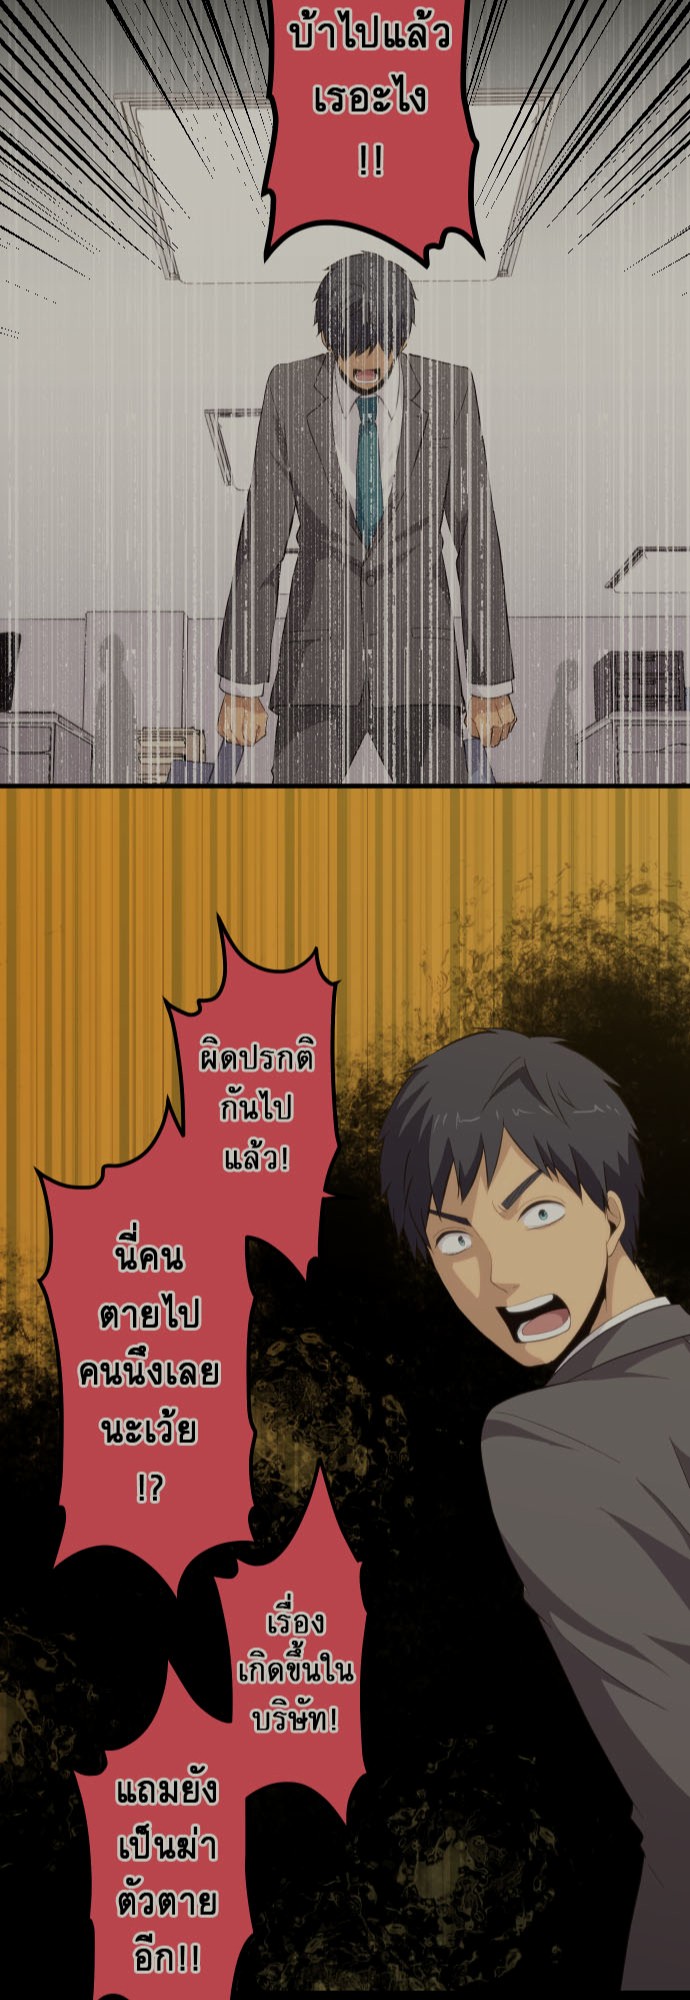 บ้าไปแล้ว
เรอะไง
!!
ผิดปรกติ
กันไป
แล้ว!
นี่คน
ตายไป
คนนึงเลย
นะเว้ย
!?
เรื่อง
เกิดขึ้นใน
บริษัท!
แถมยัง
เป็นฆ่า
ตัวตาย
อีก!!